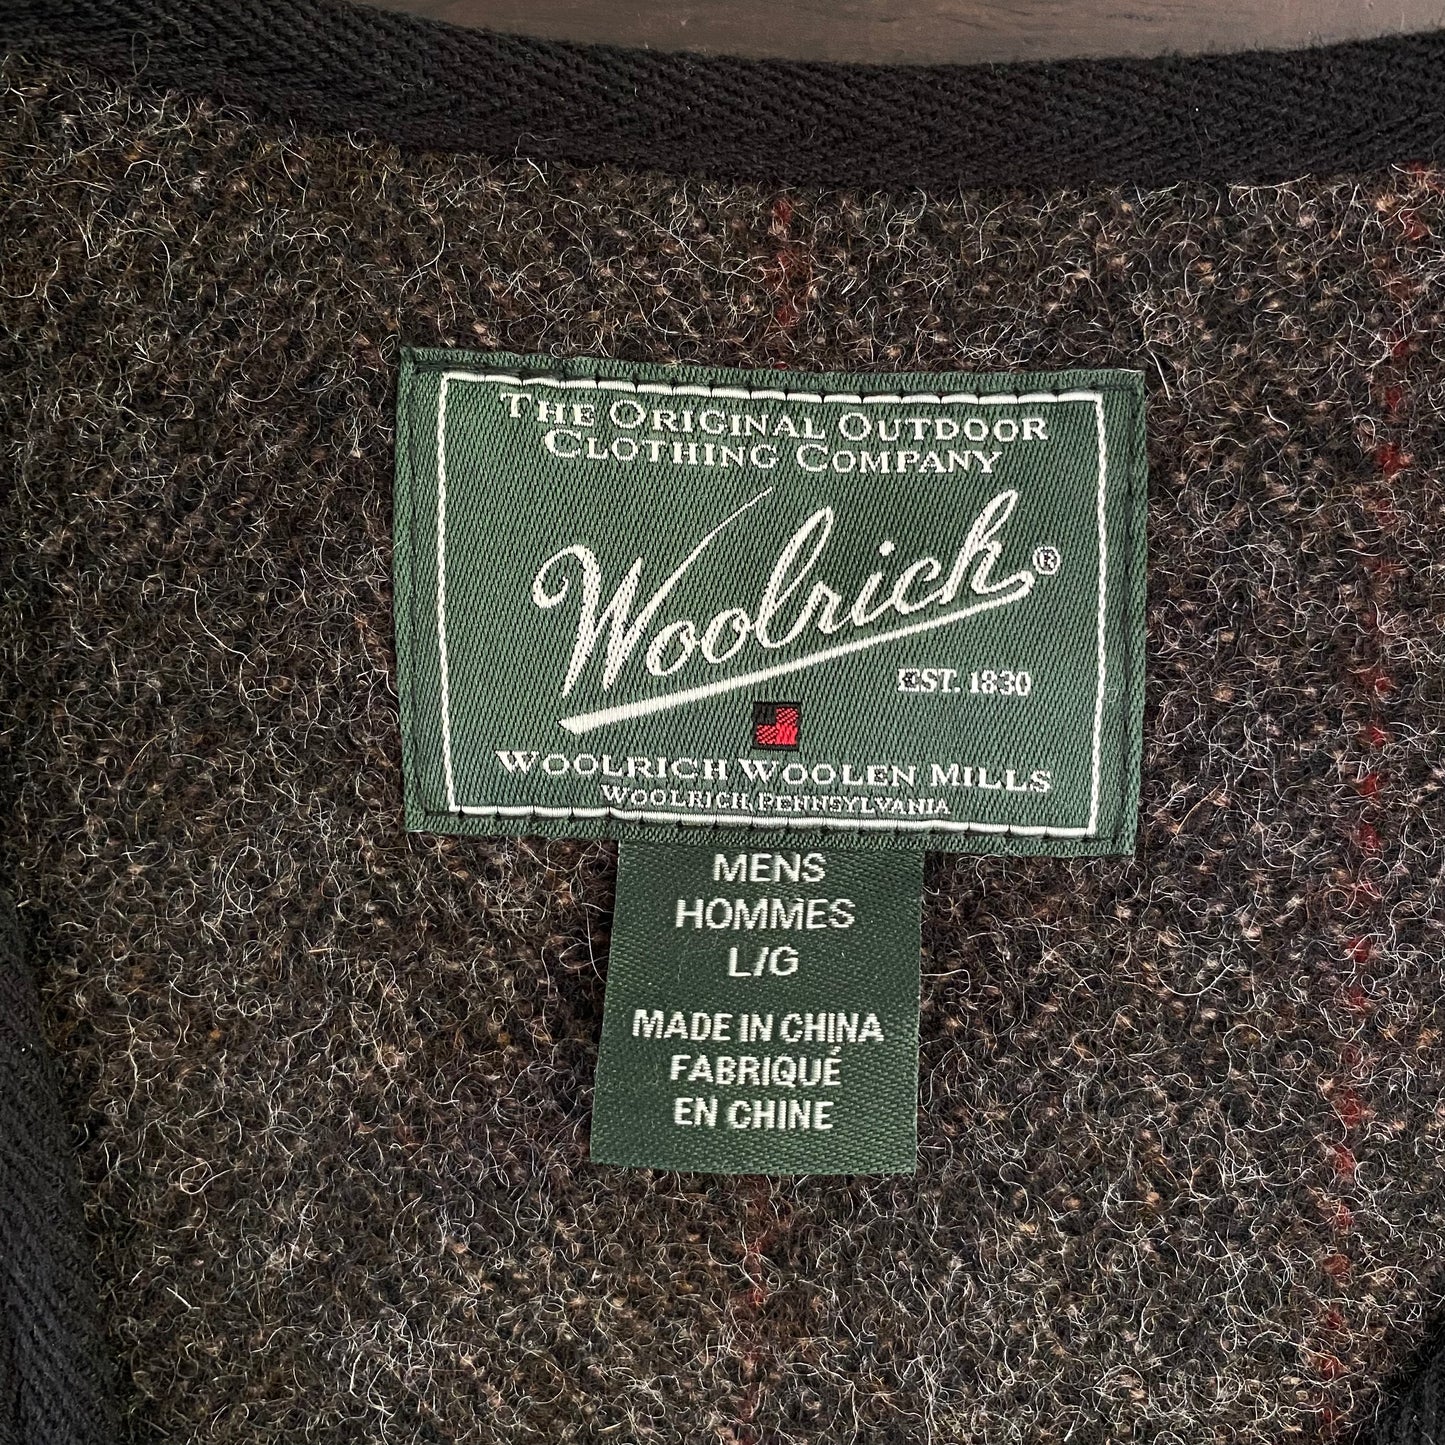 THE ORIGINAL OUTDOOR
CLOTHING COMPANY
Woolrich®
EST. 1830
WOOLRICH WOOLEN MILLS
WOOLRICH, PENNSYLVANIA
MENS
HOMMES
L/G
MADE IN CHINA
FABRIQUÉ
EN CHINE